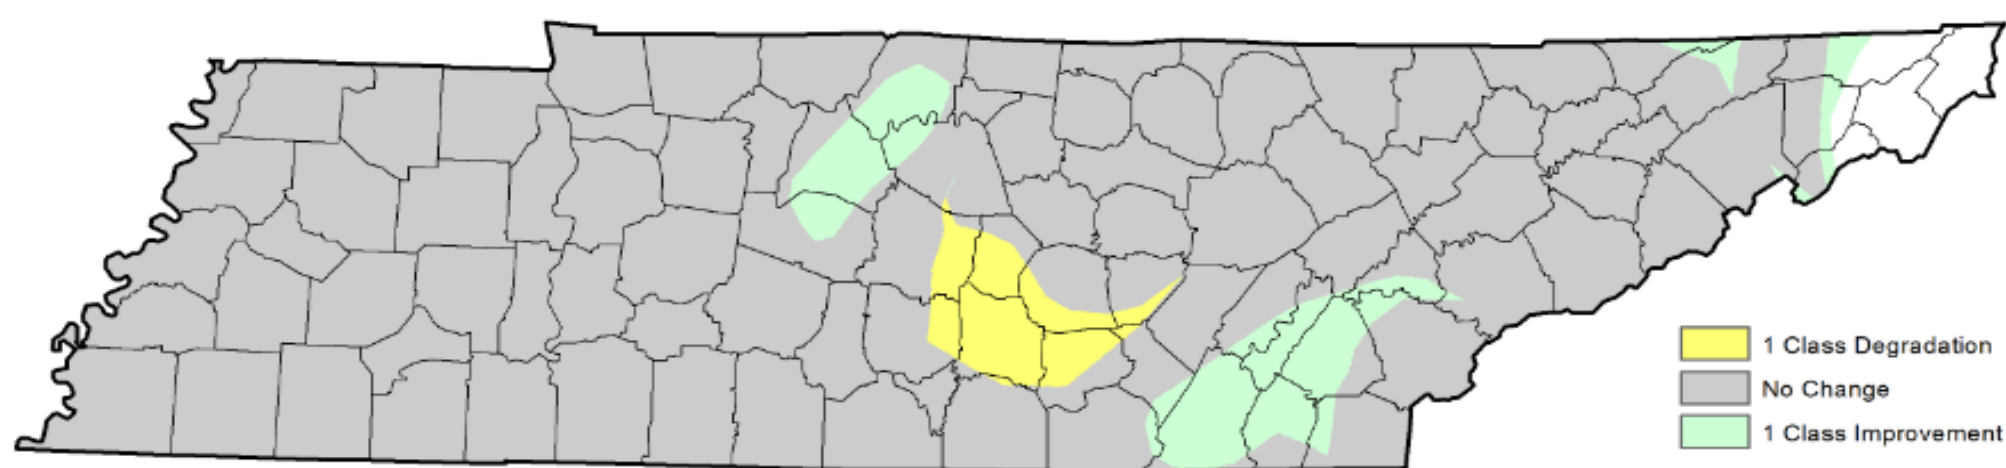 1 Class Degradation
No Change
1 Class Improvement